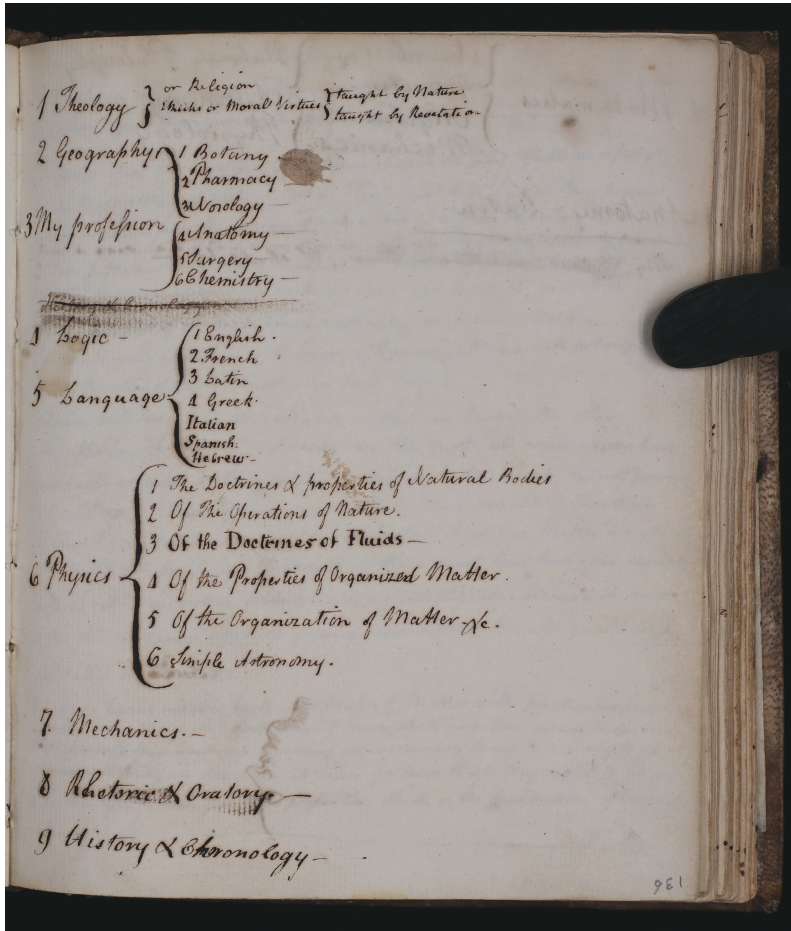 1 Theology
or Religion
Ethicks or Moral Virtues
taught by Nature
taught by Revelation
2 Geography
1 Botany
2 Pharmacy
3 Nosology
3 My profession
4 Anatomy
5 Surgery
6 Chemistry
History & Chronology
4 Logic
1 English
2 French
3 Latin
5 Language
4 Greek
Italian
Spanish
Hebrew
1 The Doctrines & properties of Natural Bodies
2 Of The Operations of Nature.
3 Of the Doctrines of Fluids
6 Physics
4 Of the Properties of Organized Matter.
5 Of the Organization of Matter &c.
6 Simple Astronomy.
7. Mechanics.
8 Rhetoric & Oratory
9 History & Chronology
136